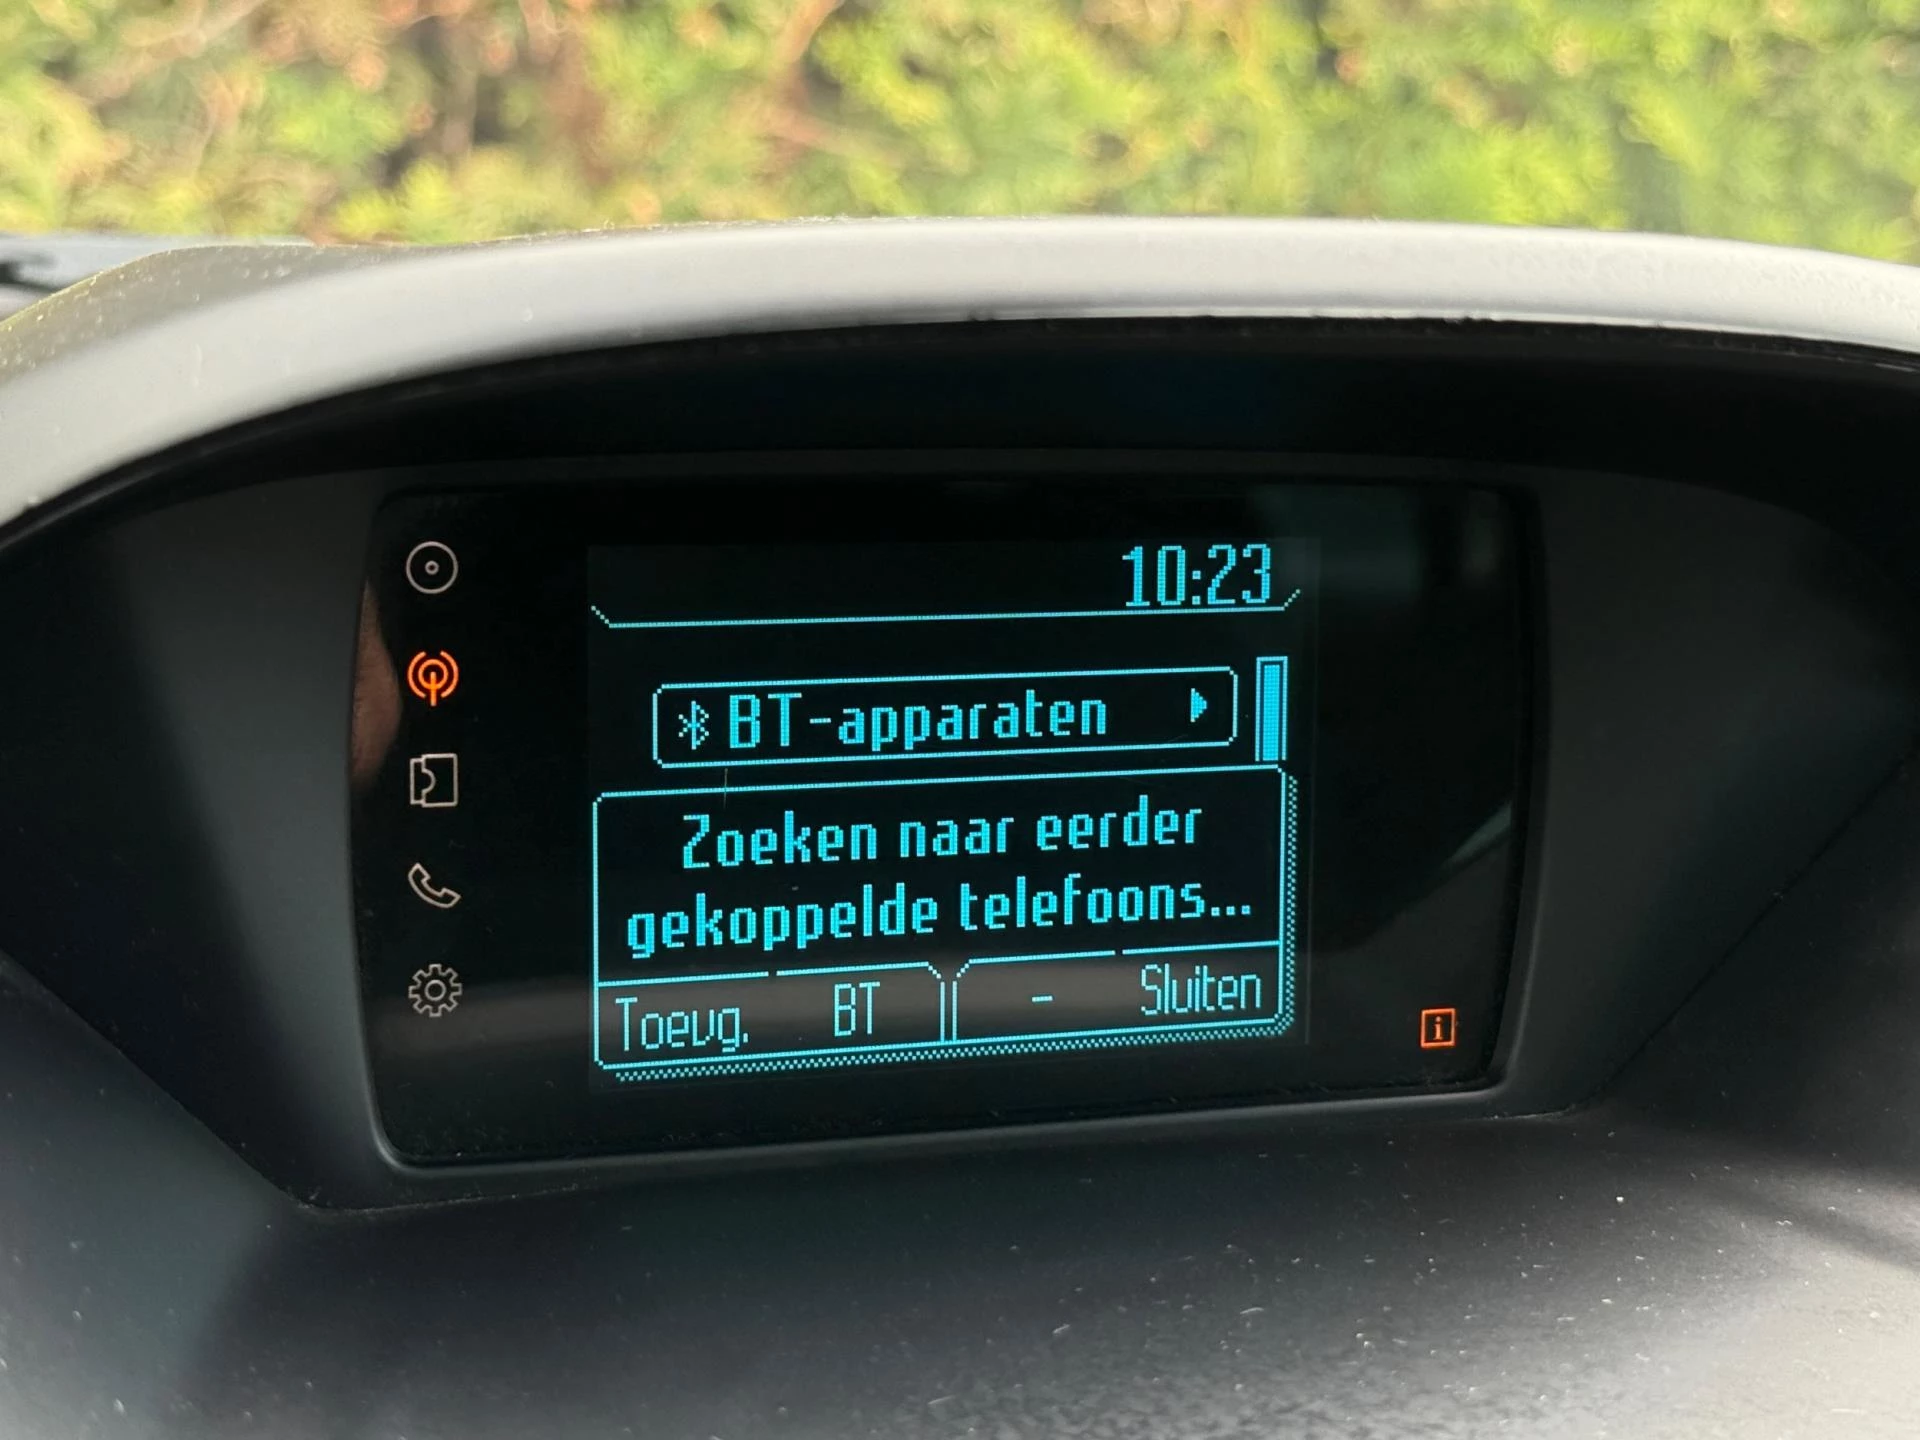 10:23
BT-apparaten
Zoeken naar eerder
gekoppelde telefoons...
Toevg. BT - Sluiten
i